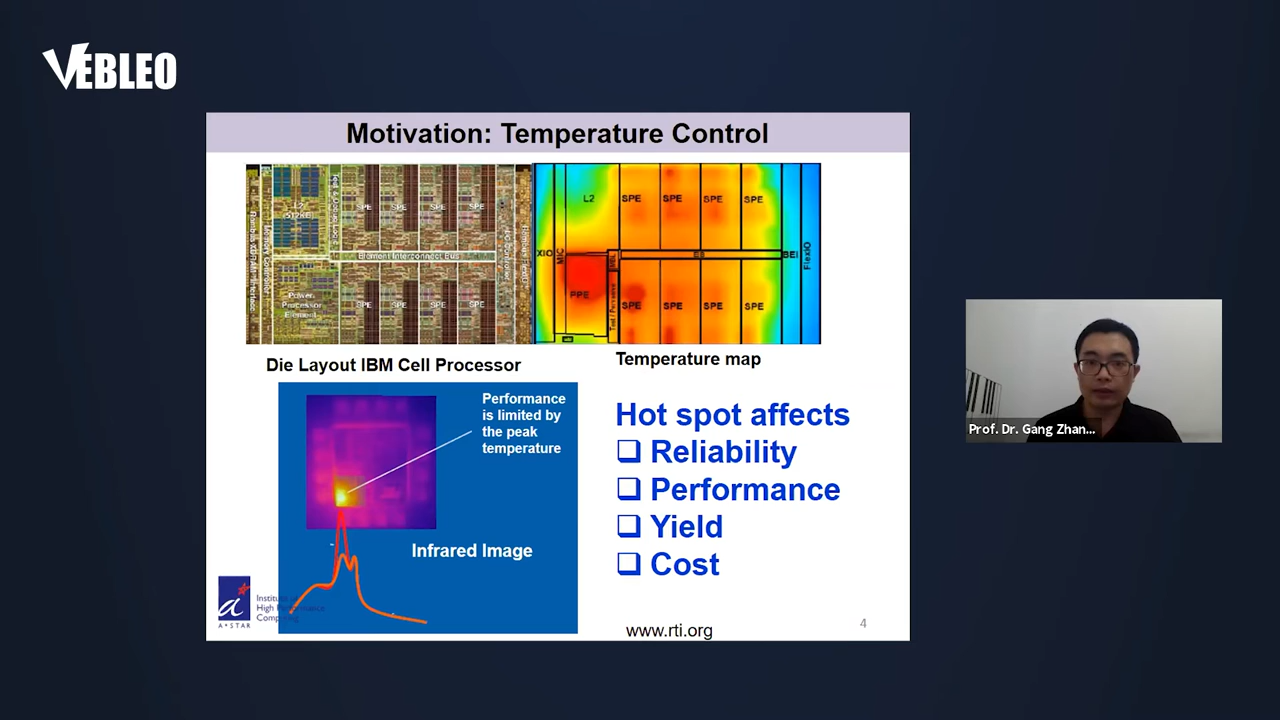 VEBLEO
Motivation: Temperature Control
L2
(512KB)
SPE
SPE
SPE
SPE
Element Interconnect Bus
Power
Processor
Element
SPE
SPE
SPE
SPE
L2
SPE
SPE
SPE
SPE
XIO
MIC
BEI
FlexIO
PPE
SPE
SPE
SPE
SPE
Die Layout IBM Cell Processor
Temperature map
Performance
is limited by
the peak
temperature
Infrared Image
Hot spot affects
Reliability
Performance
Yield
Cost
a
A*STAR
Institute of
High Performance
Computing
www.rti.org
4
Prof. Dr. Gang Zhan...